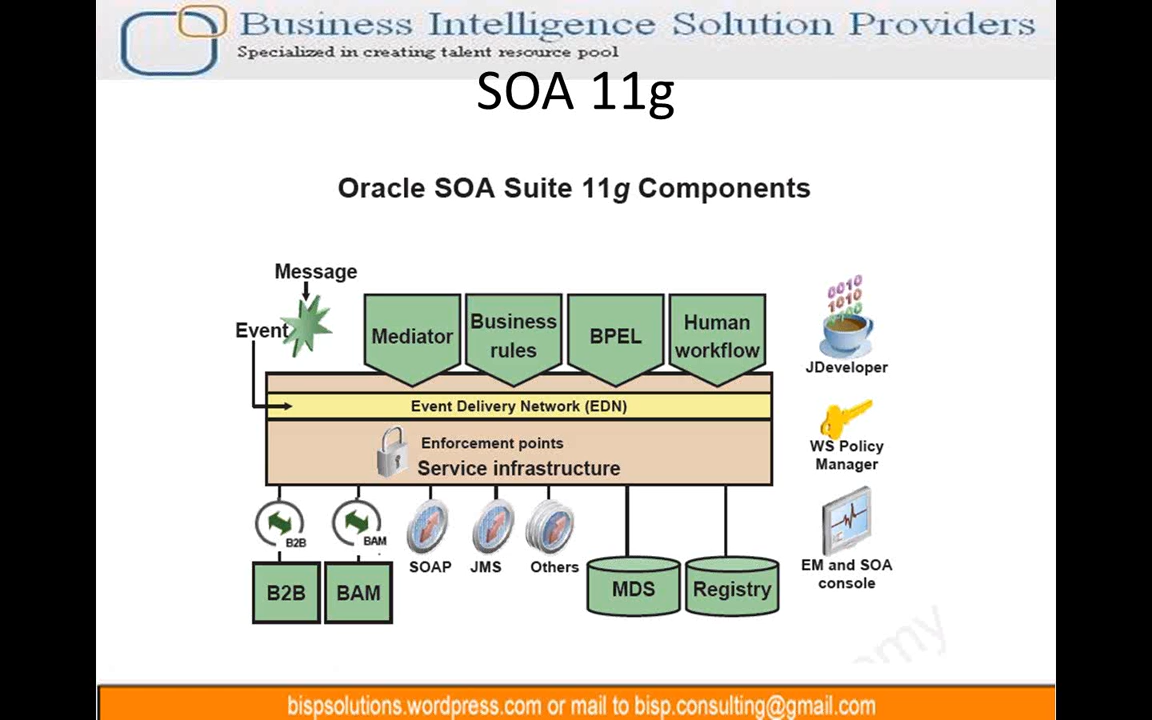 Business Intelligence Solution Providers
Specialized in creating talent resource pool
SOA 11g
Oracle SOA Suite 11g Components
Message
Event
Mediator
Business
rules
BPEL
Human
workflow
Event Delivery Network (EDN)
Enforcement points
Service infrastructure
B2B
BAM
SOAP
JMS
Others
B2B
BAM
MDS
Registry
0010
1010
JDeveloper
WS Policy
Manager
EM and SOA
console
bispsolutions.wordpress.com or mail to bisp.consulting@gmail.com